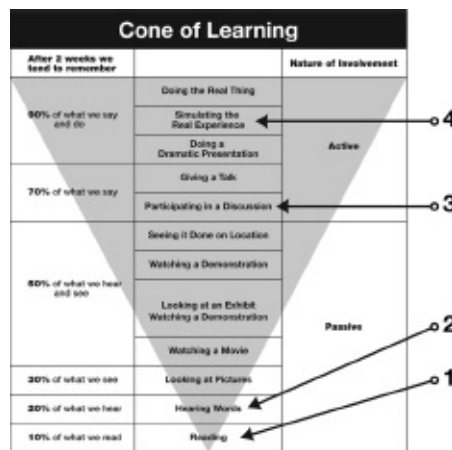 Cone of Learning
After 2 weeks we
tend to remember
Nature of Involvement
Doing the Real Thing
90% of what we say
and do
Simulating the
Real Experience
4
Doing a
Dramatic Presentation
Active
Giving a Talk
70% of what we say
Participating in a Discussion
3
Seeing it Done on Location
Watching a Demonstration
50% of what we hear
and see
Looking at an Exhibit
Watching a Demonstration
Passive
2
Watching a Movie
30% of what we see
Looking at Pictures
1
20% of what we hear
Hearing Words
10% of what we read
Reading